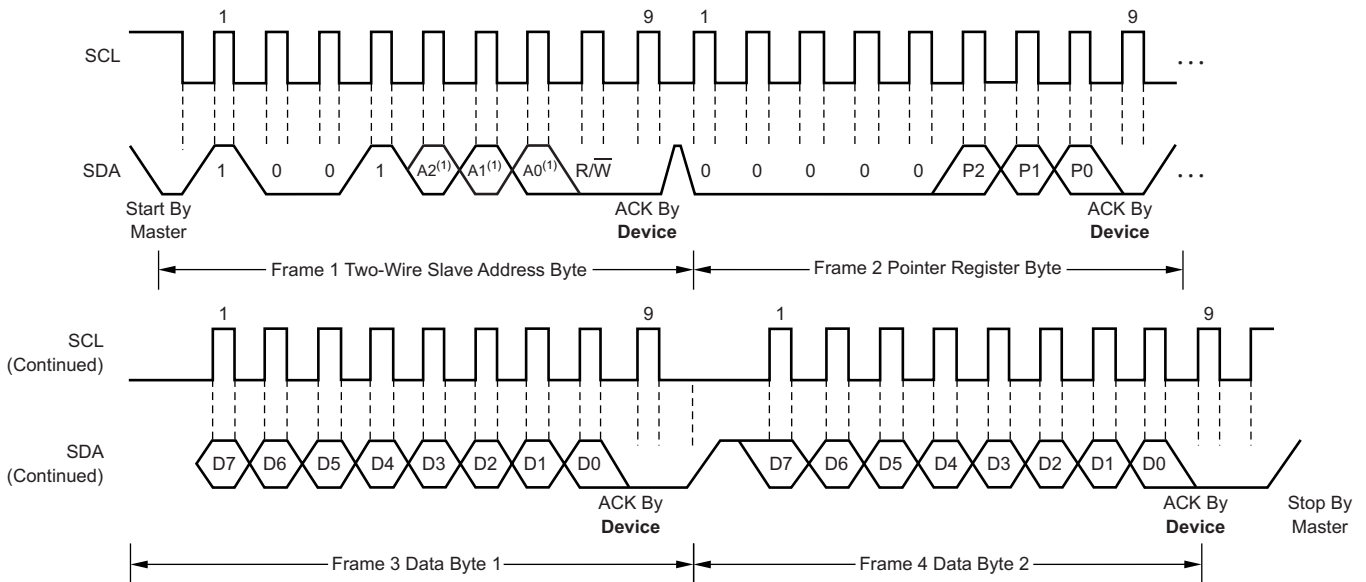 1 9 1 9
SCL ...
SDA 1 0 0 1 A2(1) A1(1) A0(1) R/W̅ 0 0 0 0 0 P2 P1 P0 ...
Start By Master ACK By Device ACK By Device
Frame 1 Two-Wire Slave Address Byte Frame 2 Pointer Register Byte
1 9 1 9
SCL (Continued)
SDA (Continued) D7 D6 D5 D4 D3 D2 D1 D0 D7 D6 D5 D4 D3 D2 D1 D0
ACK By Device ACK By Device Stop By Master
Frame 3 Data Byte 1 Frame 4 Data Byte 2